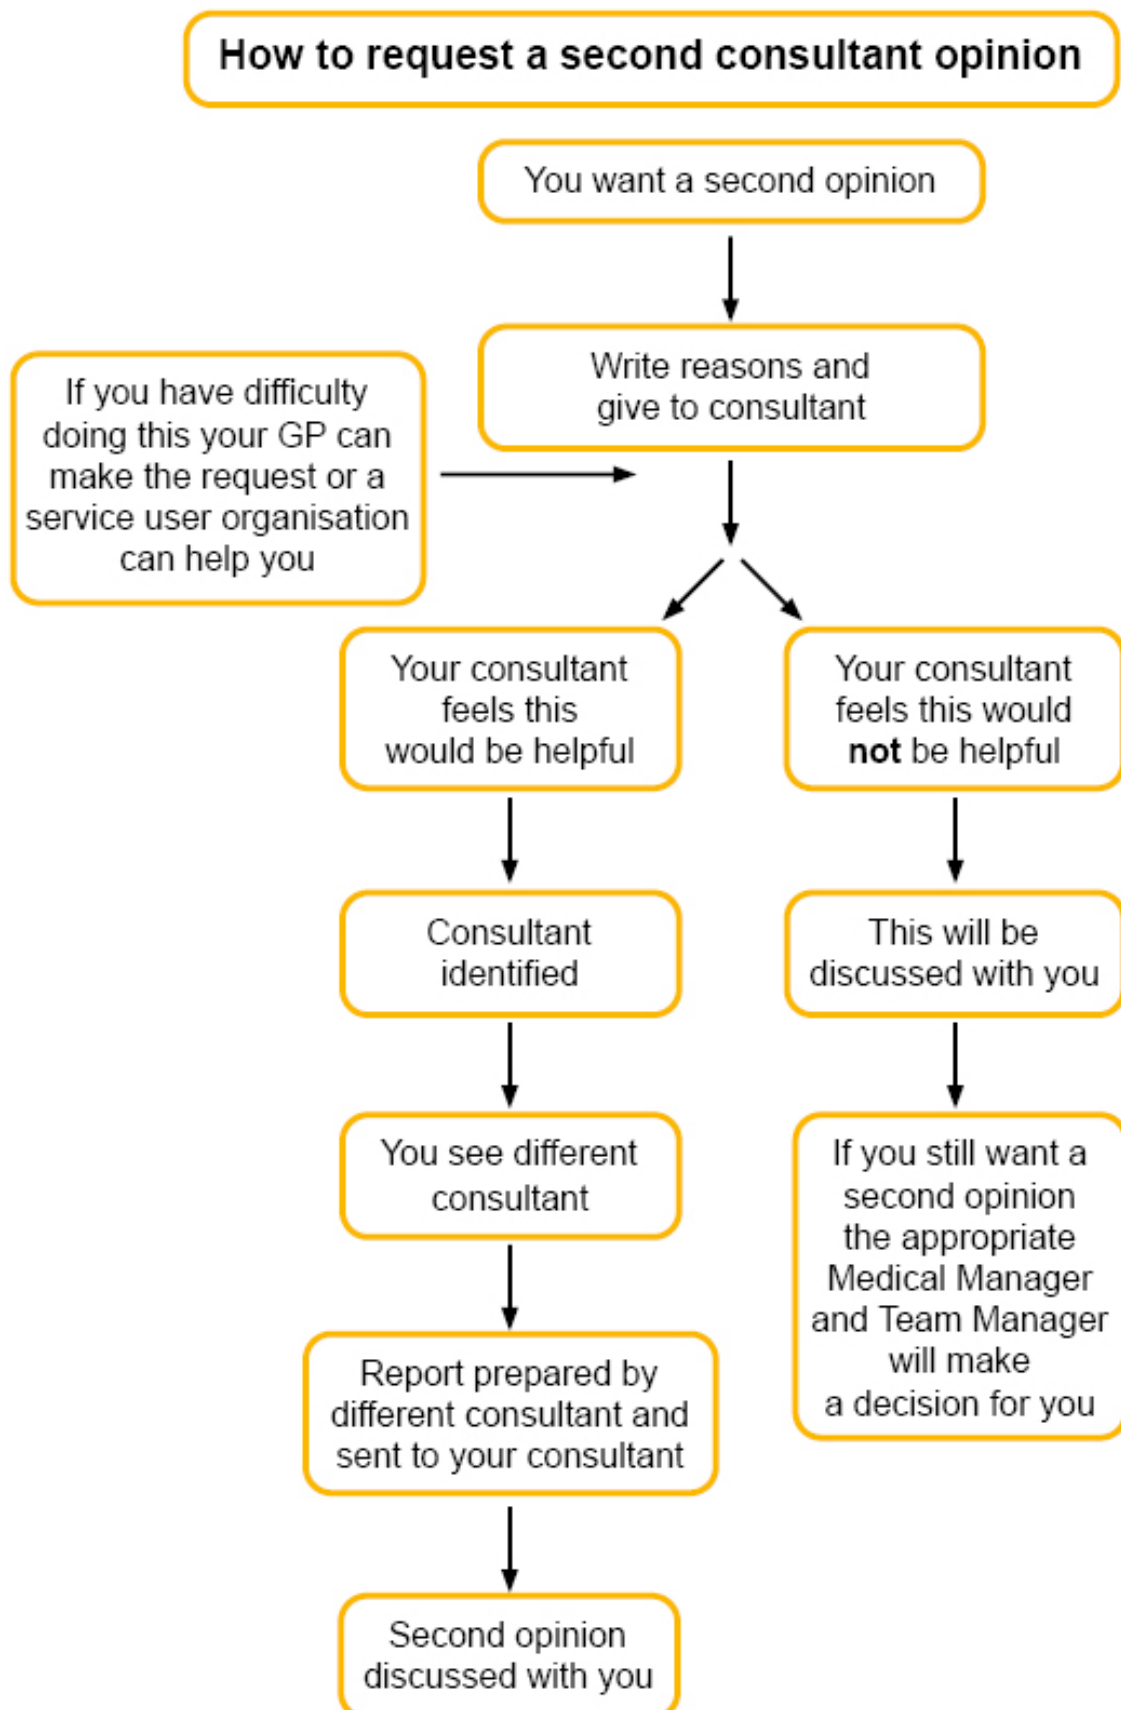 How to request a second consultant opinion
You want a second opinion
Write reasons and
give to consultant
If you have difficulty
doing this your GP can
make the request or a
service user organisation
can help you
Your consultant
feels this
would be helpful
Consultant
identified
You see different
consultant
Report prepared by
different consultant and
sent to your consultant
Second opinion
discussed with you
Your consultant
feels this would
not be helpful
This will be
discussed with you
If you still want a
second opinion
the appropriate
Medical Manager
and Team Manager
will make
a decision for you